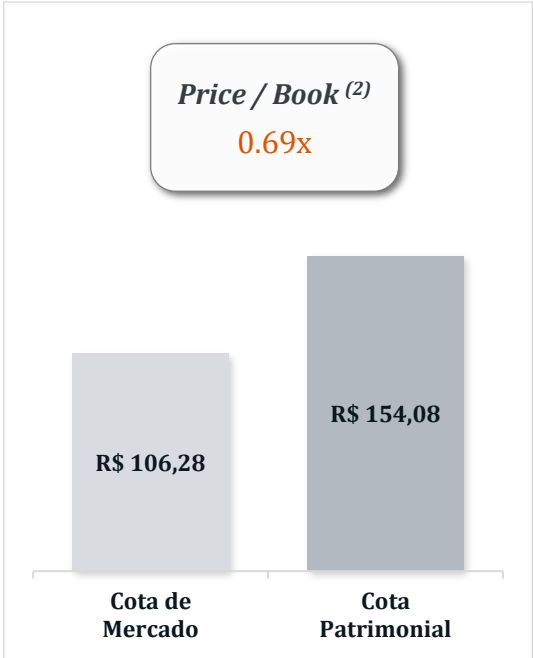 Price / Book (2)
0.69x
R$ 106,28
R$ 154,08
Cota de
Mercado
Cota
Patrimonial